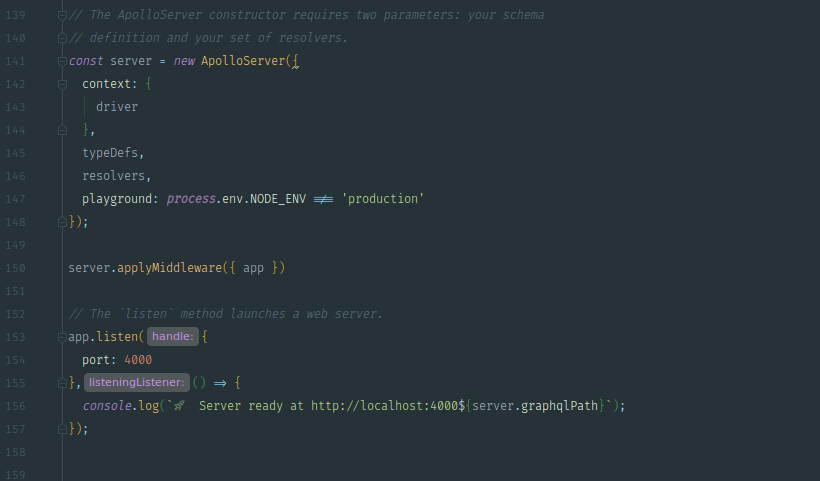 139 // The ApolloServer constructor requires two parameters: your schema
140 // definition and your set of resolvers.
141 const server = new ApolloServer({
142 context: {
143 driver
144 },
145 typeDefs,
146 resolvers,
147 playground: process.env.NODE_ENV !== 'production'
148 });
149
150 server.applyMiddleware({ app })
151
152 // The `listen` method launches a web server.
153 app.listen( handle: {
154 port: 4000
155 }, listeningListener: () => {
156 console.log(`🚀 Server ready at http://localhost:4000${server.graphqlPath}`);
157 });
158
159